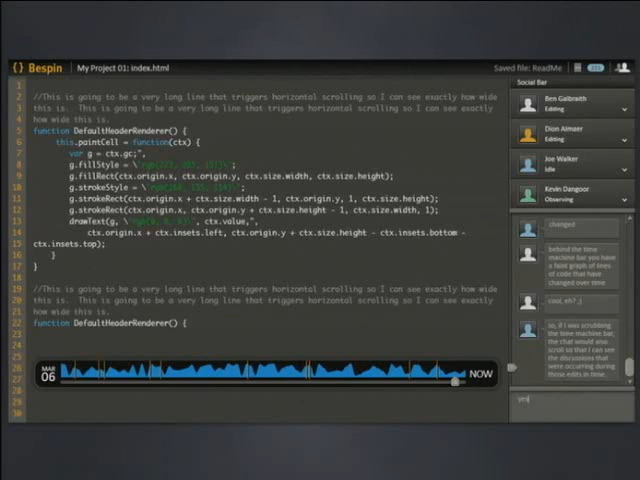 {} Bespin | My Project 01: index.html
Saved file: ReadMe
Social Bar
1
2 //This is going to be a very long line that triggers horizontal scrolling so I can see exactly how wide
3 this is. This is going to be a very long line that triggers horizontal scrolling so I can see exactly
4 how wide this is.
5 function DefaultHeaderRenderer() {
6 this.paintCell = function(ctx) {
7 var g = ctx.gc;",
8 g.fillStyle = \
9 g.fillRect(ctx.origin.x, ctx.origin.y, ctx.size.width, ctx.size.height);
10 g.strokeStyle = \
11 g.strokeRect(ctx.origin.x + ctx.size.width - 1, ctx.origin.y, 1, ctx.size.height);
12 g.strokeRect(ctx.origin.x, ctx.origin.y + ctx.size.height - 1, ctx.size.width, 1);
13 drawText(g, \"rgb(0, 0, 0)\", ctx.value,",
14 ctx.origin.x + ctx.insets.left, ctx.origin.y + ctx.size.height - ctx.insets.bottom -
15 ctx.insets.top);
16 }
17 }
18
19 //This is going to be a very long line that triggers horizontal scrolling so I can see exactly
20 this is. This is going to be a very long line that triggers horizontal scrolling so I can see exactly
21 how wide this is.
22 function DefaultHeaderRenderer() {
23
24
25
26
27
28
29
30
MAR
06
NOW
Ben Galbraith
Editing
Dion Almaer
Editing
Joe Walker
Idle
Kevin Dangoor
Observing
changed
behind the time
machine bar you have
a faint graph of lines
of code that have
changed over time
cool, eh? ;)
so, if I was scrubbing
the time machine bar,
the chat would also
scroll so that I can see
the discussions that
were occurring during
those edits in time.
yes